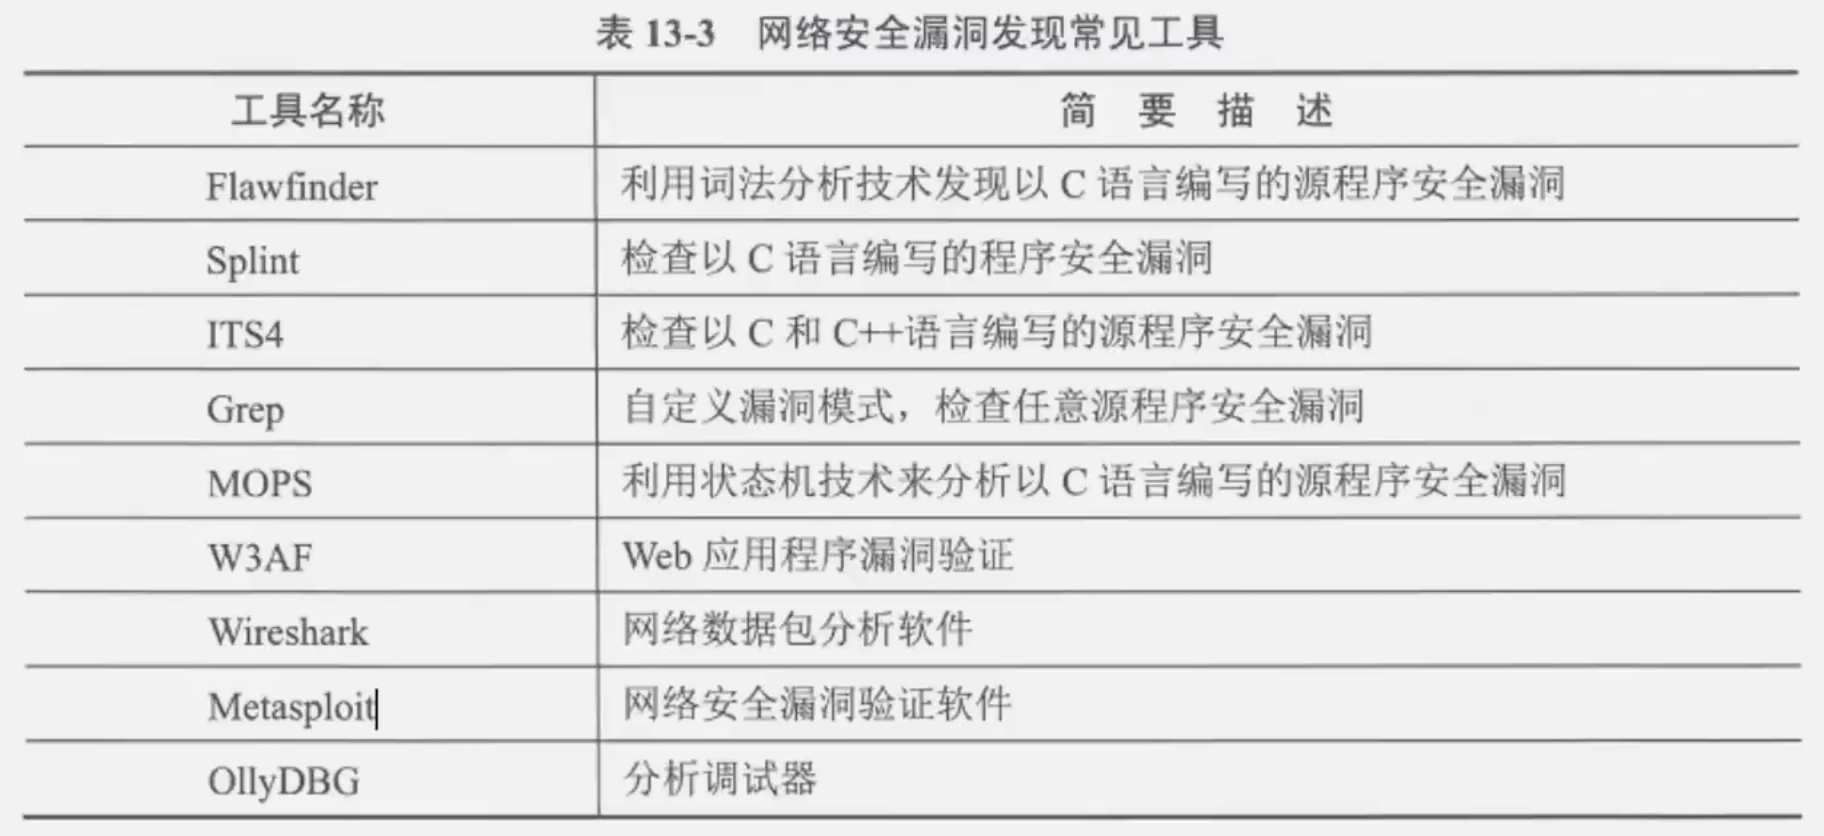 表 13-3 网络安全漏洞发现常见工具
工具名称 简 要 描 述
Flawfinder 利用词法分析技术发现以 C 语言编写的源程序安全漏洞
Splint 检查以 C 语言编写的程序安全漏洞
ITS4 检查以 C 和 C++语言编写的源程序安全漏洞
Grep 自定义漏洞模式，检查任意源程序安全漏洞
MOPS 利用状态机技术来分析以 C 语言编写的源程序安全漏洞
W3AF Web 应用程序漏洞验证
Wireshark 网络数据包分析软件
Metasploit 网络安全漏洞验证软件
OllyDBG 分析调试器